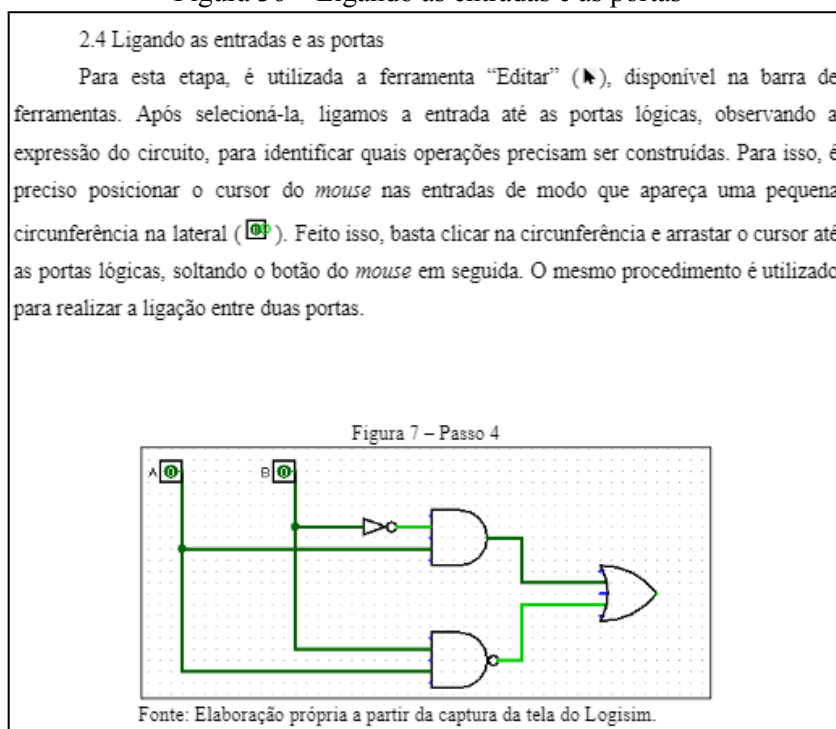 Figura 36 – Ligando as entradas e as portas
2.4 Ligando as entradas e as portas
Para esta etapa, é utilizada a ferramenta “Editar” ( ), disponível na barra de
ferramentas. Após selecioná-la, ligamos a entrada até as portas lógicas, observando a
expressão do circuito, para identificar quais operações precisam ser construídas. Para isso, é
preciso posicionar o cursor do mouse nas entradas de modo que apareça uma pequena
circunferência na lateral ( ). Feito isso, basta clicar na circunferência e arrastar o cursor até
as portas lógicas, soltando o botão do mouse em seguida. O mesmo procedimento é utilizado
para realizar a ligação entre duas portas.
Figura 7 – Passo 4
A 0 B 0
Fonte: Elaboração própria a partir da captura da tela do Logisim.